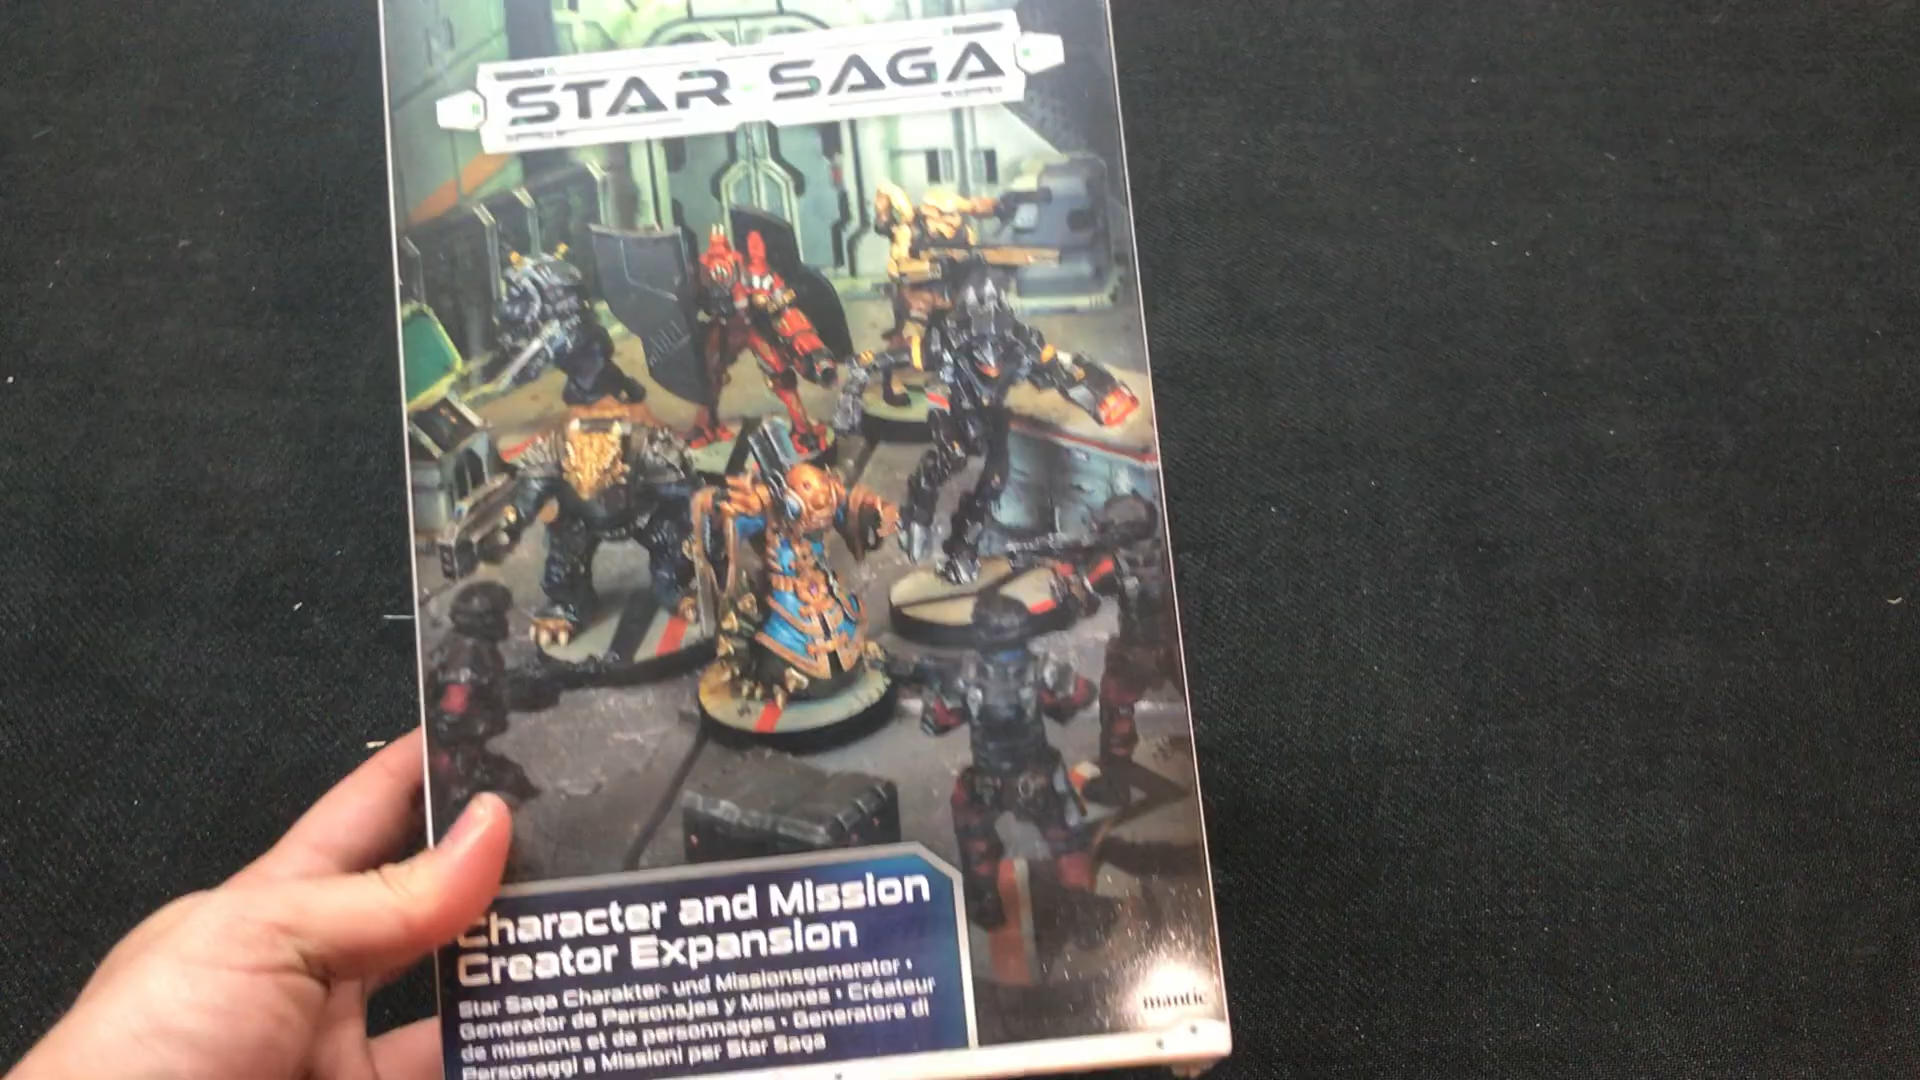 STAR SAGA
Character and Mission
Creator Expansion
Star Saga Charakter- und Missionsgenerator •
Generador de Personajes y Misiones • Créateur
de missions et de personnages • Generatore di
Personaggi e Missioni per Star Saga
mantic